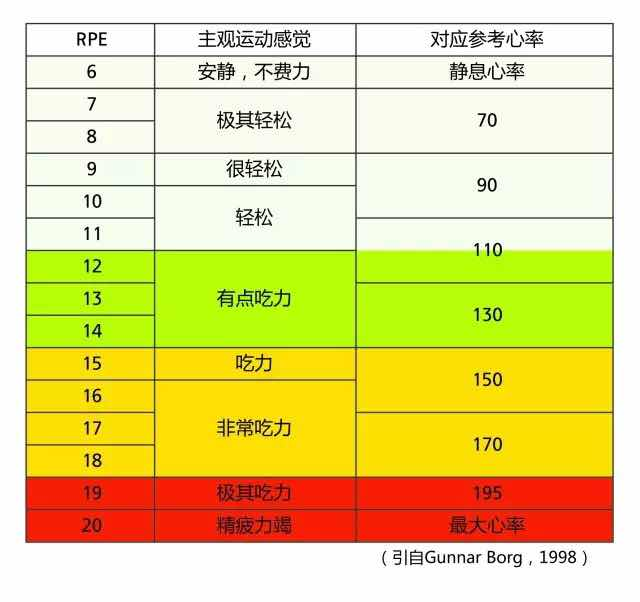 RPE 主观运动感觉 对应参考心率
6 安静，不费力 静息心率
7
极其轻松 70
8
9 很轻松
90
10
轻松
11
110
12
13 有点吃力
130
14
15 吃力
150
16
17 非常吃力
170
18
19 极其吃力 195
20 精疲力竭 最大心率
（引自Gunnar Borg，1998）